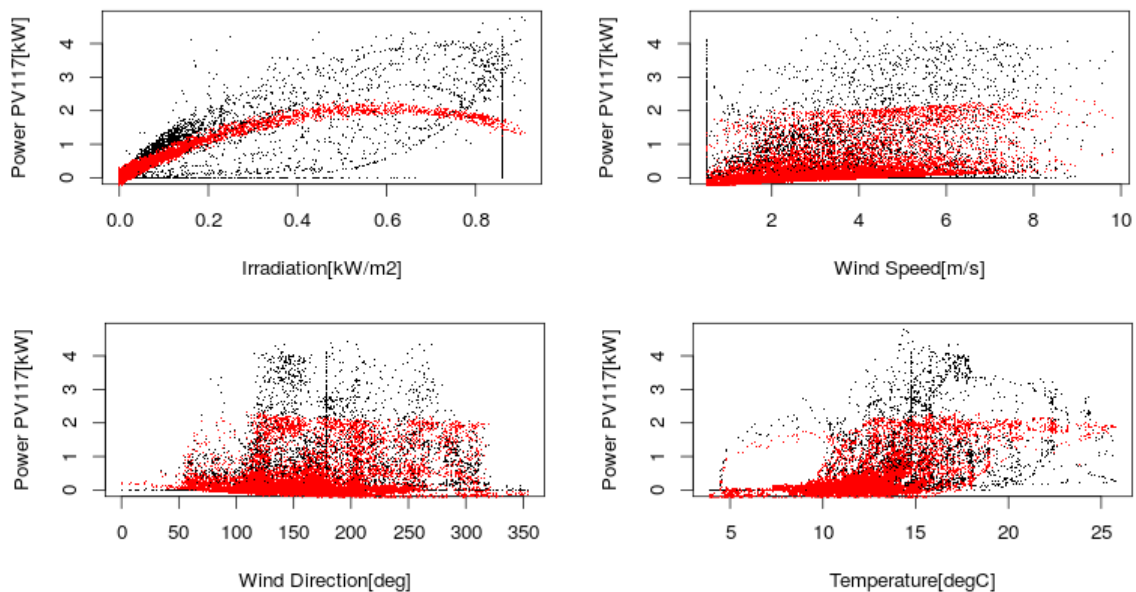 Power PV117[kW]
4
3
2
1
0
0.0 0.2 0.4 0.6 0.8
Irradiation[kW/m2]
Power PV117[kW]
4
3
2
1
0
2 4 6 8 10
Wind Speed[m/s]
Power PV117[kW]
4
3
2
1
0
0 50 100 150 200 250 300 350
Wind Direction[deg]
Power PV117[kW]
4
3
2
1
0
5 10 15 20 25
Temperature[degC]